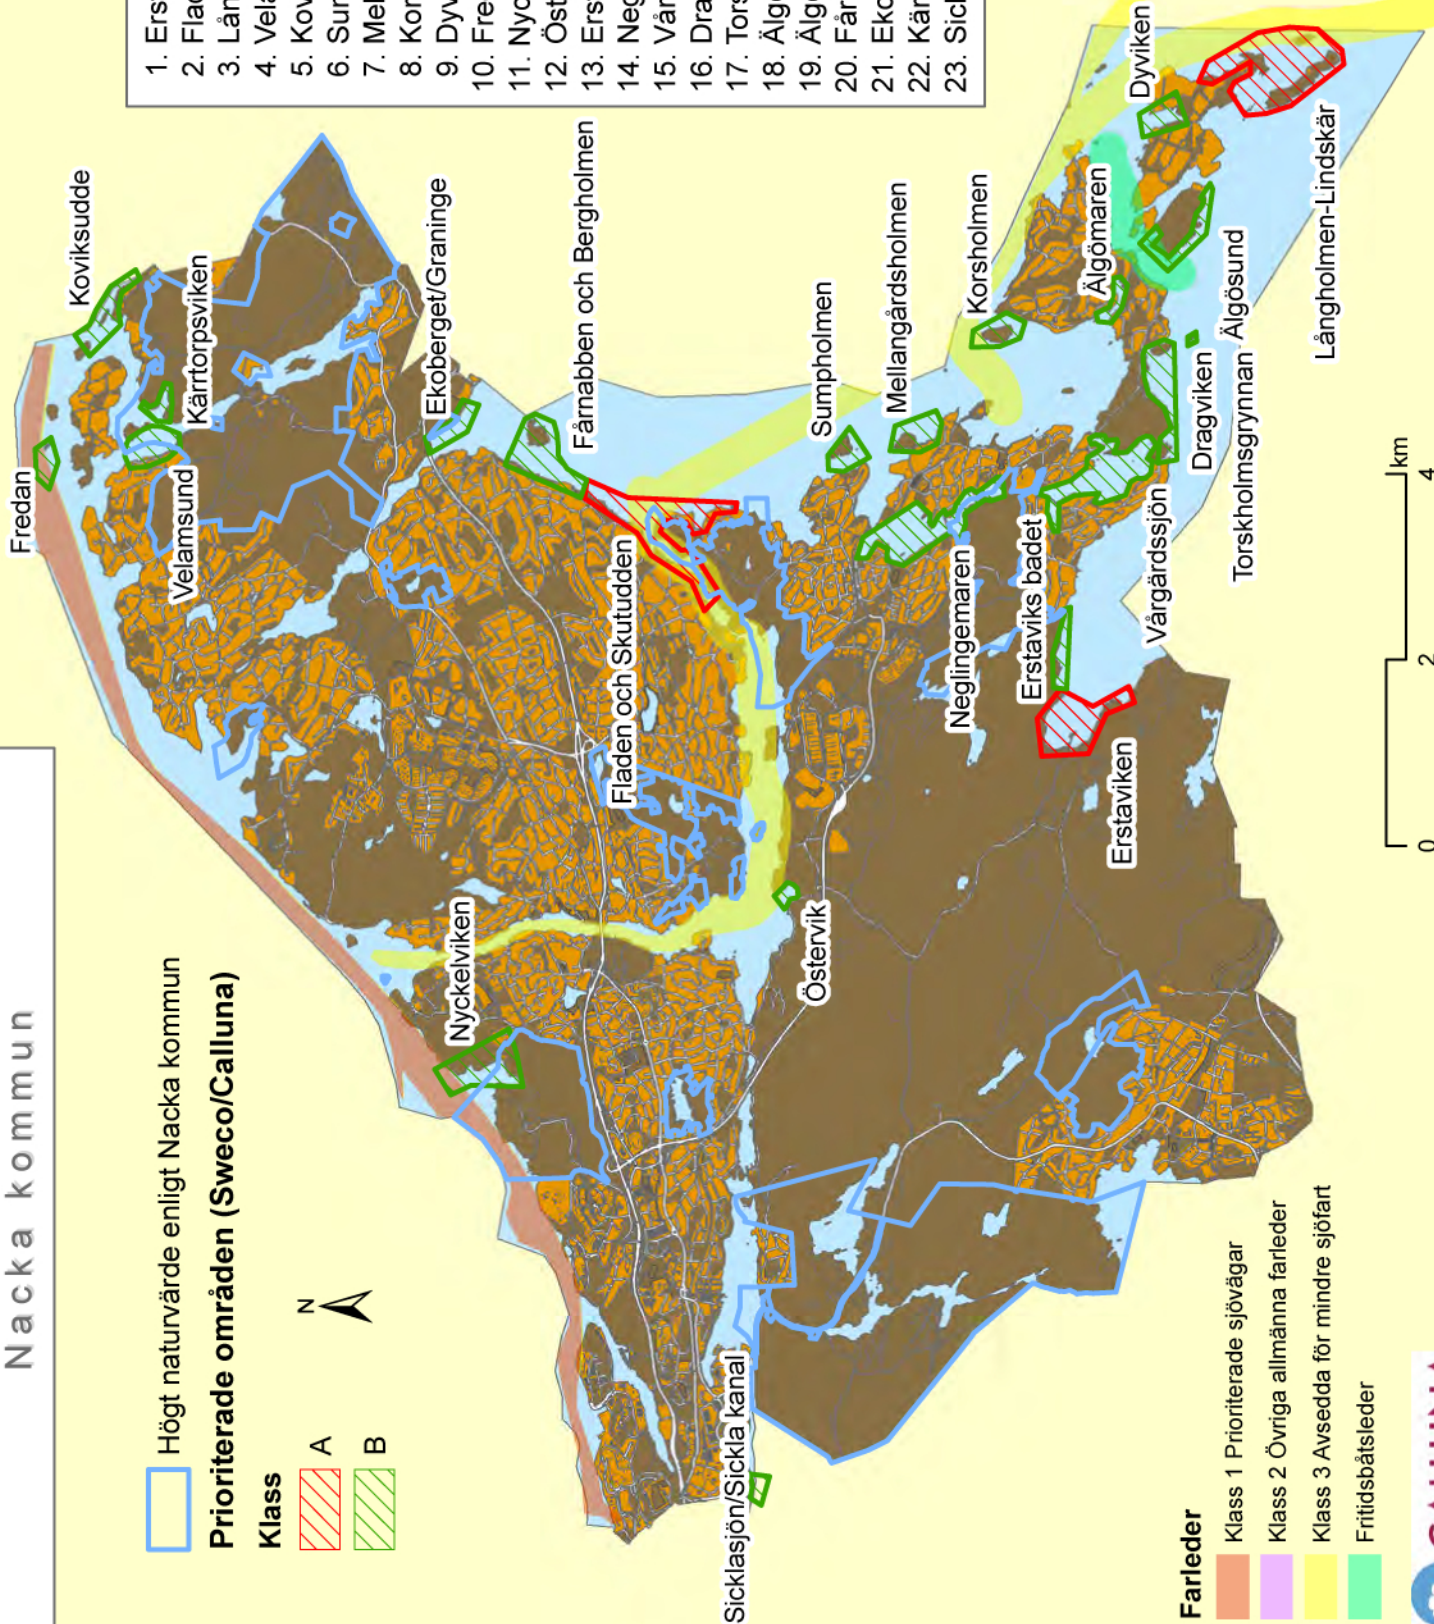 Nacka kommun
Högt naturvärde enligt Nacka kommun
Prioriterade områden (Sweco/Calluna)
Klass
A
B
N
1. Ers
2. Flad
3. Lån
4. Vela
5. Kov
6. Sur
7. Mel
8. Kor
9. Dyv
10. Fre
11. Nyc
12. Öst
13. Ers
14. Neg
15. Vår
16. Dra
17. Tors
18. Älg
19. Älg
20. Får
21. Eko
22. Kär
23. Sic
Fredan
Koviksudde
Kärrtorpsviken
Velamsund
Ekoberget/Graninge
Fårnabben och Bergholmen
Nyckelviken
Fladen och Skutudden
Sumpholmen
Mellangårdsholmen
Korsholmen
Dyviken
Älgömaren
Långholmen-Lindskär
Älgösund
Torskholmsgrynnan
Dragviken
Vårgärdssjön
Erstaviks badet
Neglingemaren
Erstaviken
Östervik
Sicklasjön/Sickla kanal
Farleder
Klass 1 Prioriterade sjövägar
Klass 2 Övriga allmänna farleder
Klass 3 Avsedda för mindre sjöfart
Fritidsbåtsleder
0 2 4
km